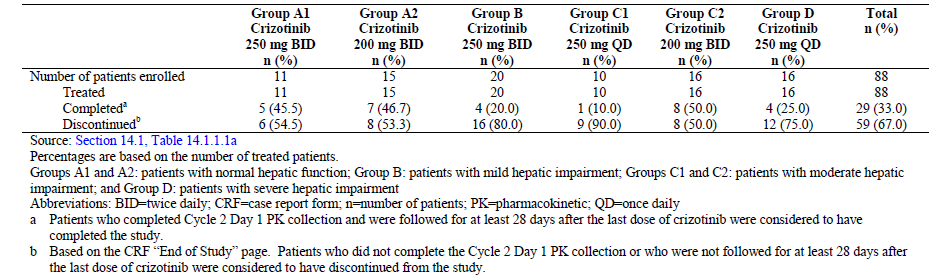 Group A1 Group A2 Group B Group C1 Group C2 Group D Total
Crizotinib Crizotinib Crizotinib Crizotinib Crizotinib Crizotinib n (%)
250 mg BID 200 mg BID 250 mg BID 250 mg QD 200 mg BID 250 mg QD
n (%) n (%) n (%) n (%) n (%) n (%)
Number of patients enrolled 11 15 20 10 16 16 88
Treated 11 15 20 10 16 16 88
Completedᵃ 5 (45.5) 7 (46.7) 4 (20.0) 1 (10.0) 8 (50.0) 4 (25.0) 29 (33.0)
Discontinuedᵇ 6 (54.5) 8 (53.3) 16 (80.0) 9 (90.0) 8 (50.0) 12 (75.0) 59 (67.0)
Source: Section 14.1, Table 14.1.1.1a
Percentages are based on the number of treated patients.
Groups A1 and A2: patients with normal hepatic function; Group B: patients with mild hepatic impairment; Groups C1 and C2: patients with moderate hepatic
impairment; and Group D: patients with severe hepatic impairment
Abbreviations: BID=twice daily; CRF=case report form; n=number of patients; PK=pharmacokinetic; QD=once daily
a Patients who completed Cycle 2 Day 1 PK collection and were followed for at least 28 days after the last dose of crizotinib were considered to have
completed the study.
b Based on the CRF “End of Study” page. Patients who did not complete the Cycle 2 Day 1 PK collection or who were not followed for at least 28 days after
the last dose of crizotinib were considered to have discontinued from the study.